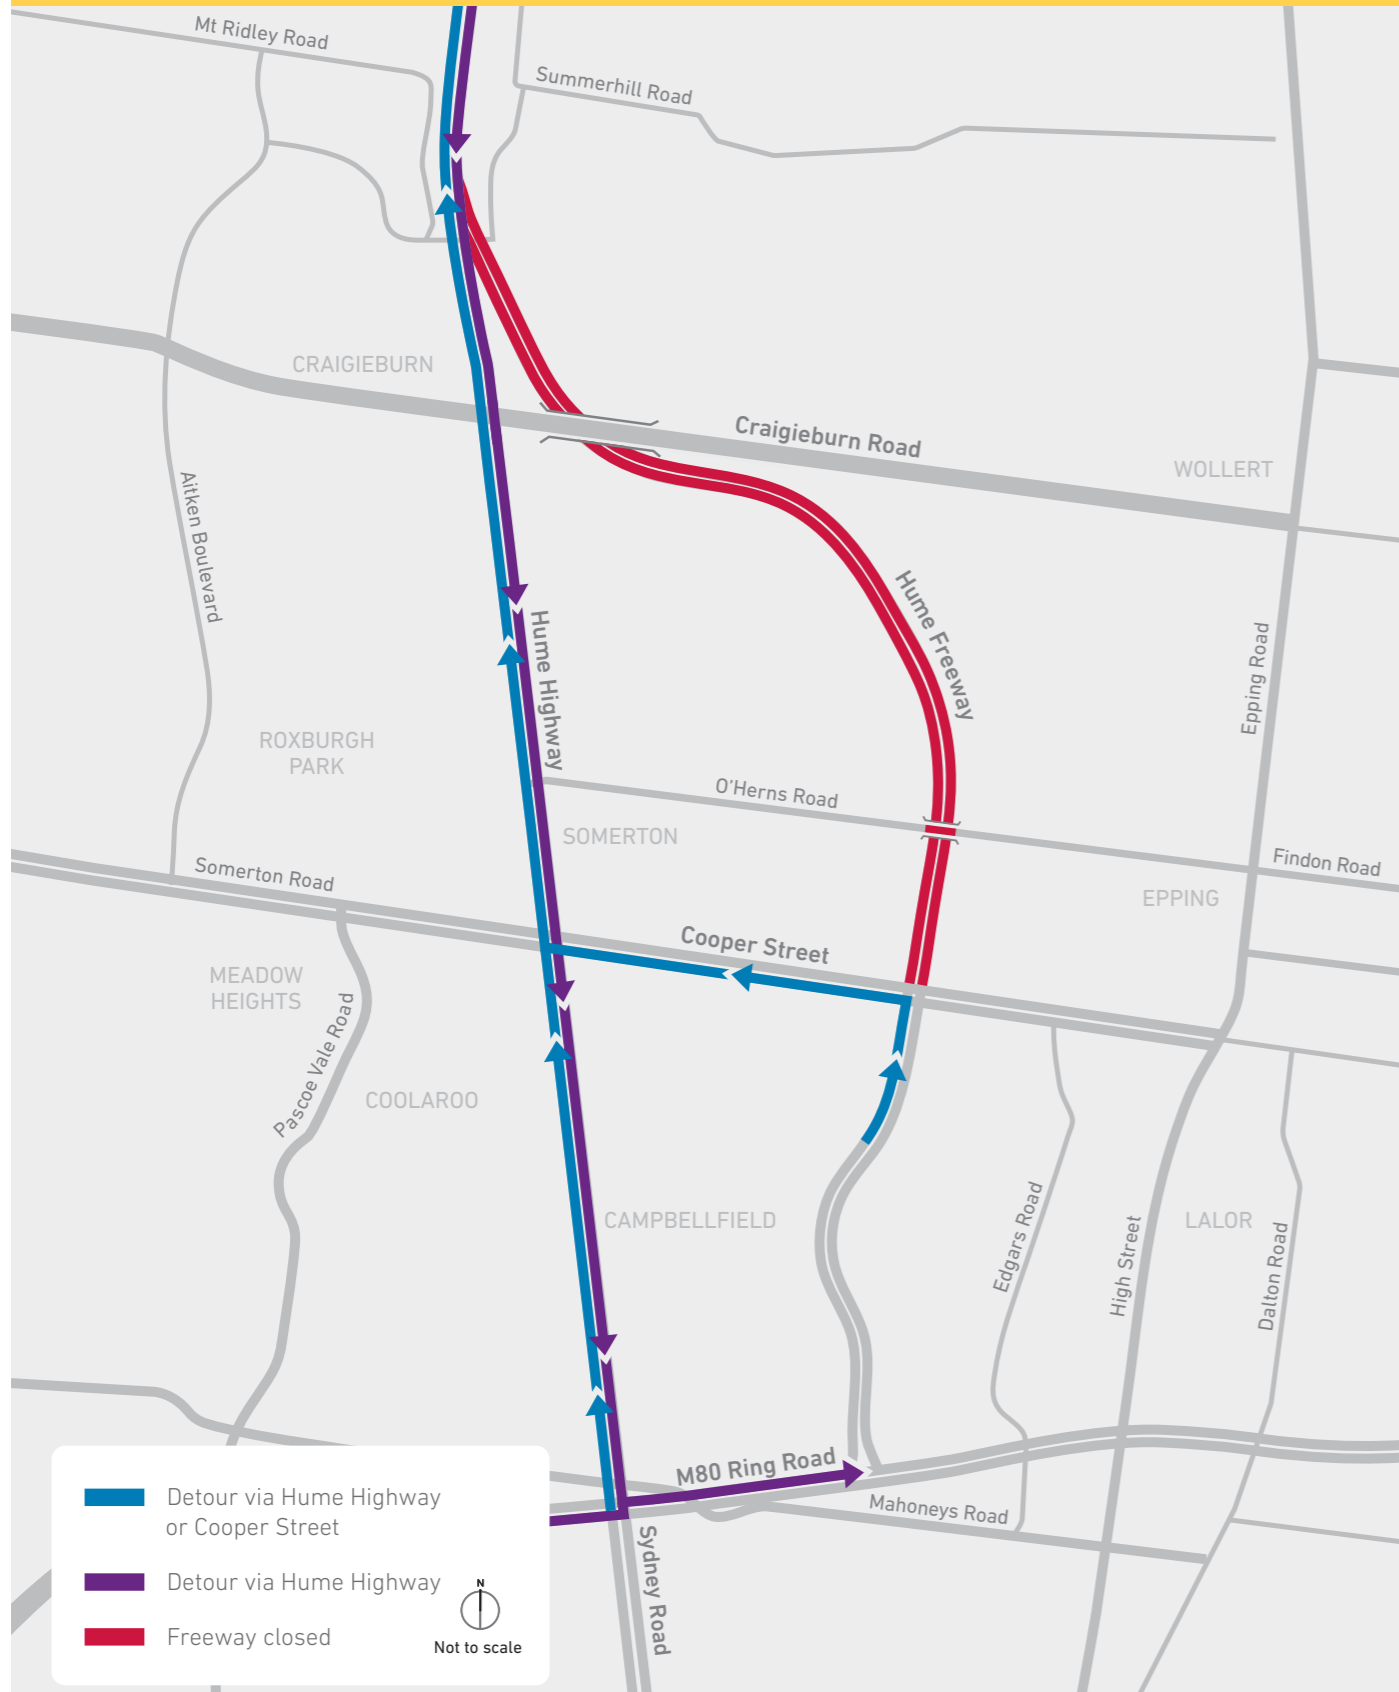 Mt Ridley Road
Summerhill Road
CRAIGIEBURN
Craigieburn Road
WOLLERT
Aitken Boulevard
Hume Freeway
Hume Highway
Epping Road
ROXBURGH
PARK
O'Herns Road
SOMERTON
Findon Road
Somerton Road
EPPING
Cooper Street
MEADOW
HEIGHTS
Pascoe Vale Road
COOLAROO
CAMPBELLFIELD
Edgars Road
High Street
LALOR
Dalton Road
M80 Ring Road
Mahoneys Road
Sydney Road
Detour via Hume Highway
or Cooper Street
Detour via Hume Highway
Freeway closed
N
Not to scale